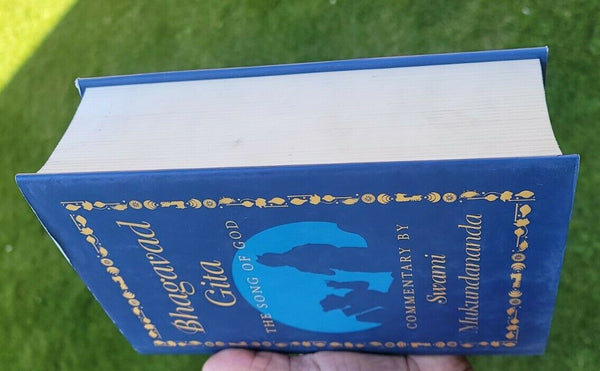 Bhagavad
Gita
THE SONG OF GOD
COMMENTARY BY
Swami
Mukundananda